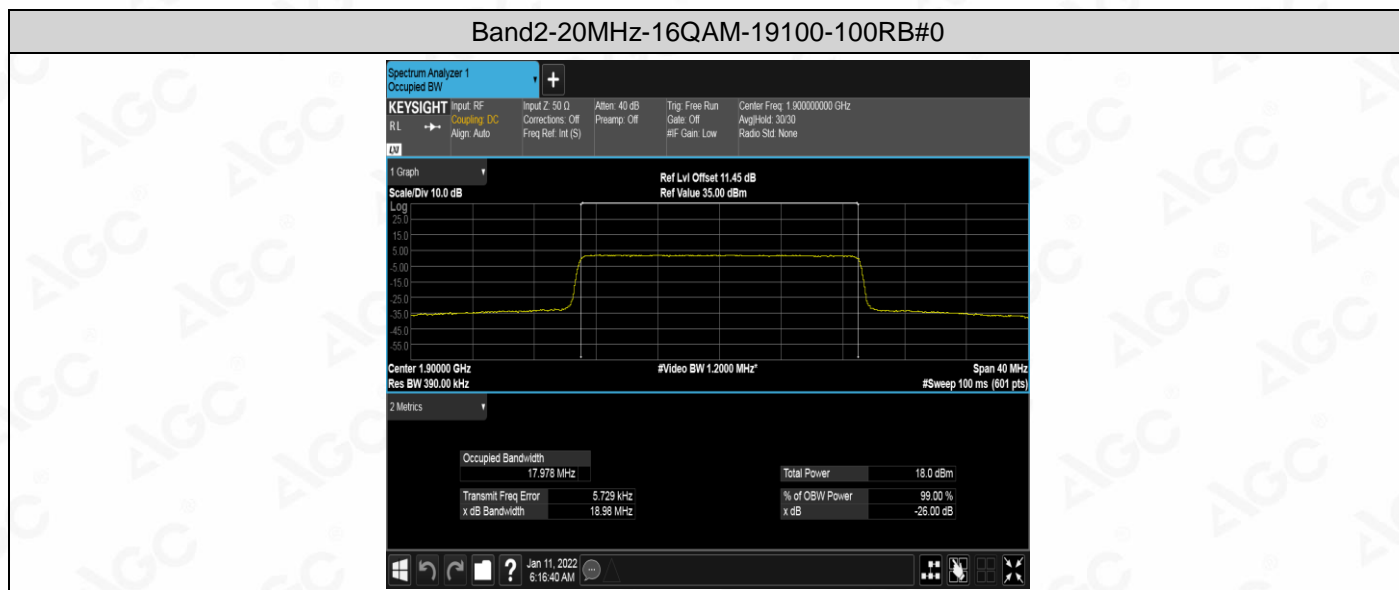 Band2-20MHz-16QAM-19100-100RB#0
Spectrum Analyzer 1
Occupied BW
+
KEYSIGHT
RL
Input: RF
Coupling: DC
Align: Auto
Input Z: 50 Ω
Corrections: Off
Freq Ref: Int (S)
Atten: 40 dB
Preamp: Off
Trig: Free Run
Gate: Off
#IF Gain: Low
Center Freq: 1.900000000 GHz
Avg|Hold: 30/30
Radio Std: None
1 Graph
Scale/Div 10.0 dB
Ref Lvl Offset 11.45 dB
Ref Value 35.00 dBm
Log
25.0
15.0
5.00
-5.00
-15.0
-25.0
-35.0
-45.0
-55.0
Center 1.90000 GHz
Res BW 390.00 kHz
#Video BW 1.2000 MHz*
Span 40 MHz
#Sweep 100 ms (601 pts)
2 Metrics
Occupied Bandwidth
17.978 MHz
Transmit Freq Error 5.729 kHz
x dB Bandwidth 18.98 MHz
Total Power 18.0 dBm
% of OBW Power 99.00 %
x dB -26.00 dB
?
Jan 11, 2022
6:16:40 AM
AGC